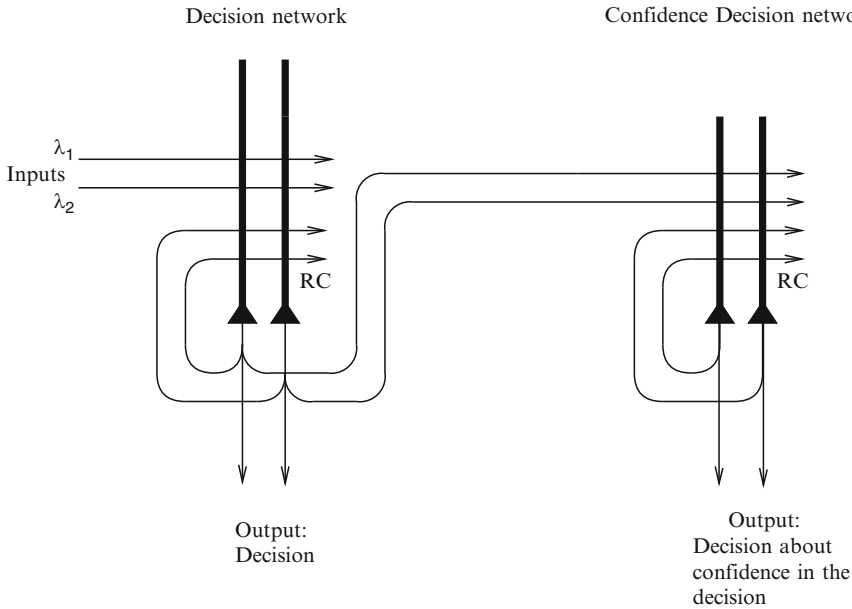 Decision network
Confidence Decision netwo
λ1
Inputs
λ2
RC
RC
Output:
Decision
Output:
Decision about
confidence in the
decision